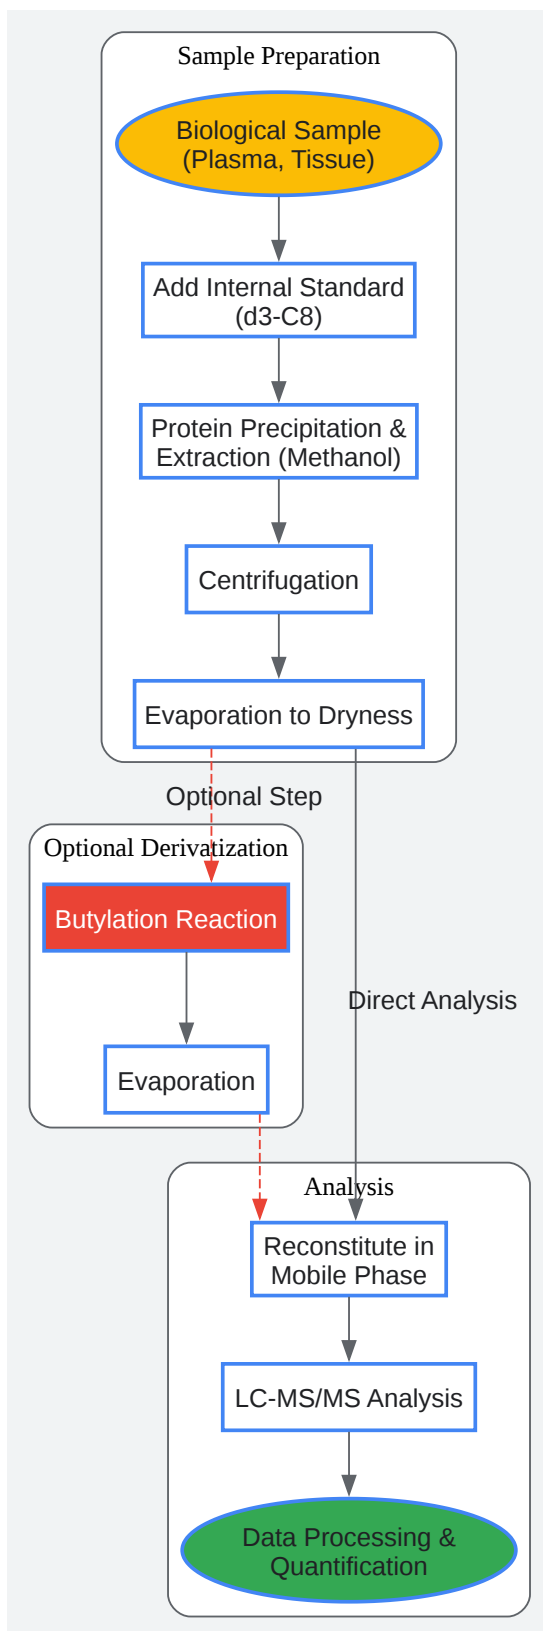 Sample Preparation
Biological Sample
(Plasma, Tissue)
Add Internal Standard
(d3-C8)
Protein Precipitation &
Extraction (Methanol)
Centrifugation
Evaporation to Dryness
Optional Step
Optional Derivatization
Butylation Reaction
Direct Analysis
Evaporation
Analysis
Reconstitute in
Mobile Phase
LC-MS/MS Analysis
Data Processing &
Quantification